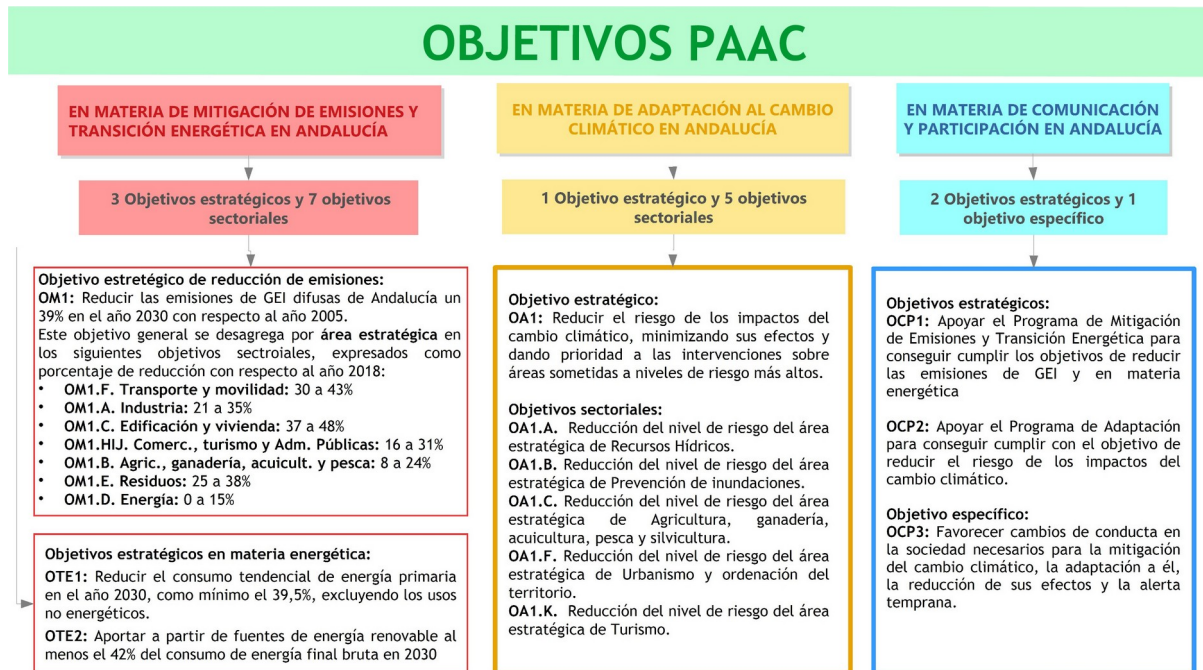 OBJETIVOS PAAC
EN MATERIA DE MITIGACIÓN DE EMISIONES Y
TRANSICIÓN ENERGÉTICA EN ANDALUCÍA
3 Objetivos estratégicos y 7 objetivos
sectoriales
Objetivo estretégico de reducción de emisiones:
OM1: Reducir las emisiones de GEI difusas de Andalucía un
39% en el año 2030 con respecto al año 2005.
Este objetivo general se desagrega por área estratégica en
los siguientes objetivos sectroiales, expresados como
porcentaje de reducción con respecto al año 2018:
• OM1.F. Transporte y movilidad: 30 a 43%
• OM1.A. Industria: 21 a 35%
• OM1.C. Edificación y vivienda: 37 a 48%
• OM1.HIJ. Comerc., turismo y Adm. Públicas: 16 a 31%
• OM1.B. Agric., ganadería, acuicult. y pesca: 8 a 24%
• OM1.E. Residuos: 25 a 38%
• OM1.D. Energía: 0 a 15%
Objetivos estratégicos en materia energética:
OTE1: Reducir el consumo tendencial de energía primaria
en el año 2030, como mínimo el 39,5%, excluyendo los usos
no energéticos.
OTE2: Aportar a partir de fuentes de energía renovable al
menos el 42% del consumo de energía final bruta en 2030
EN MATERIA DE ADAPTACIÓN AL CAMBIO
CLIMÁTICO EN ANDALUCÍA
1 Objetivo estratégico y 5 objetivos
sectoriales
Objetivo estratégico:
OA1: Reducir el riesgo de los impactos del
cambio climático, minimizando sus efectos y
dando prioridad a las intervenciones sobre
áreas sometidas a niveles de riesgo más altos.
Objetivos sectoriales:
OA1.A. Reducción del nivel de riesgo del área
estratégica de Recursos Hídricos.
OA1.B. Reducción del nivel de riesgo del área
estratégica de Prevención de inundaciones.
OA1.C. Reducción del nivel de riesgo del área
estratégica de Agricultura, ganadería,
acuicultura, pesca y silvicultura.
OA1.F. Reducción del nivel de riesgo del área
estratégica de Urbanismo y ordenación del
territorio.
OA1.K. Reducción del nivel de riesgo del área
estratégica de Turismo.
EN MATERIA DE COMUNICACIÓN
Y PARTICIPACIÓN EN ANDALUCÍA
2 Objetivos estratégicos y 1
objetivo específico
Objetivos estratégicos:
OCP1: Apoyar el Programa de Mitigación
de Emisiones y Transición Energética para
conseguir cumplir los objetivos de reducir
las emisiones de GEI y en materia
energética
OCP2: Apoyar el Programa de Adaptación
para conseguir cumplir con el objetivo de
reducir el riesgo de los impactos del
cambio climático.
Objetivo específico:
OCP3: Favorecer cambios de conducta en
la sociedad necesarios para la mitigación
del cambio climático, la adaptación a él,
la reducción de sus efectos y la alerta
temprana.